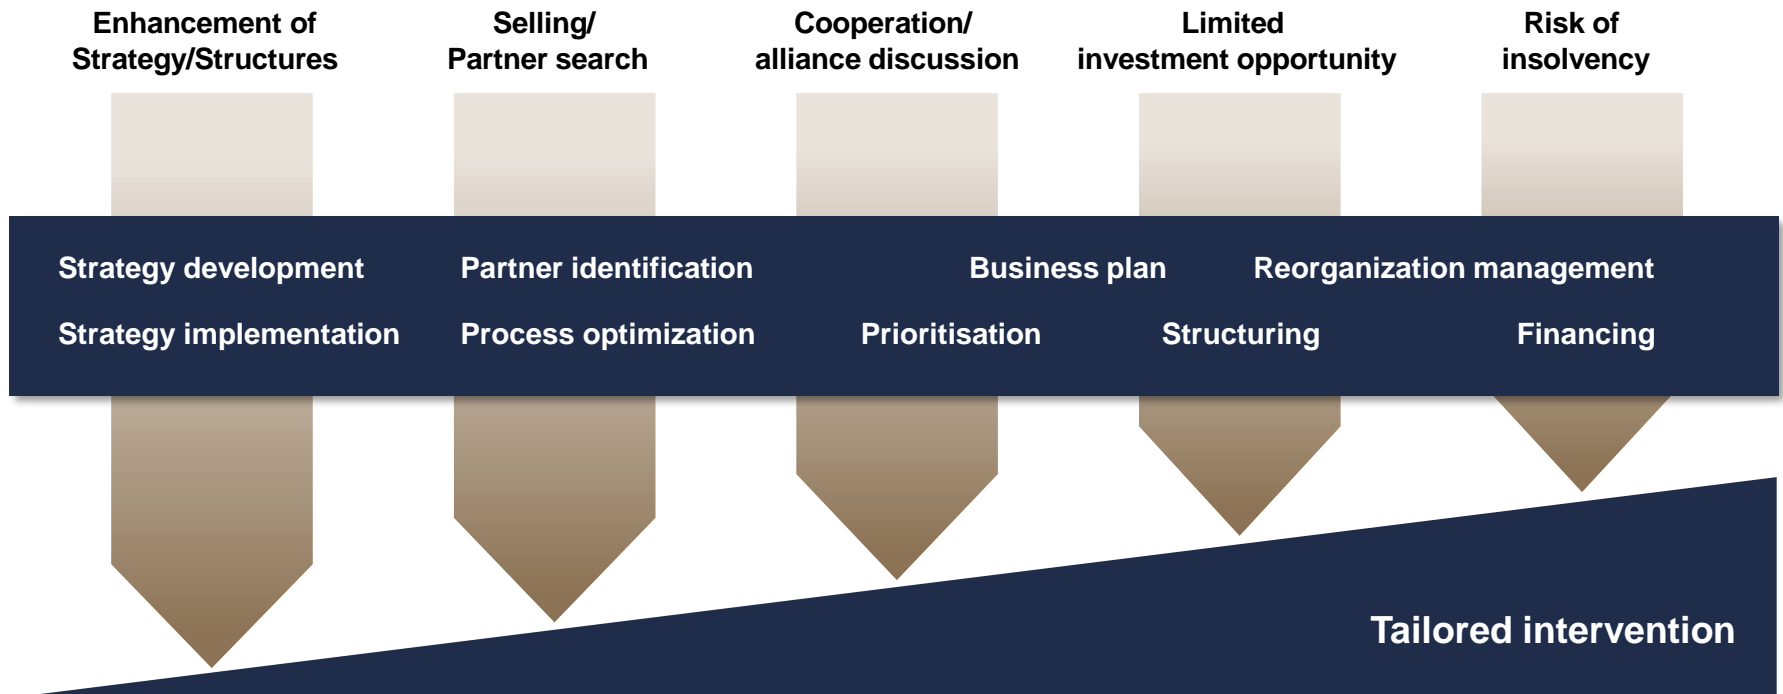 Enhancement of
Strategy/Structures
Selling/
Partner search
Cooperation/
alliance discussion
Limited
investment opportunity
Risk of
insolvency
Strategy development
Partner identification
Business plan
Reorganization management
Strategy implementation
Process optimization
Prioritisation
Structuring
Financing
Tailored intervention